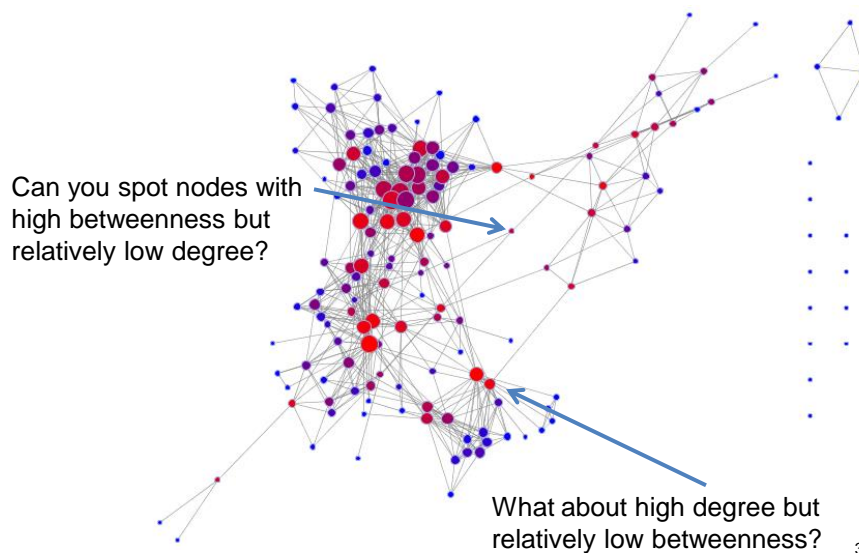 Can you spot nodes with
high betweenness but
relatively low degree?
What about high degree but
relatively low betweenness?
3